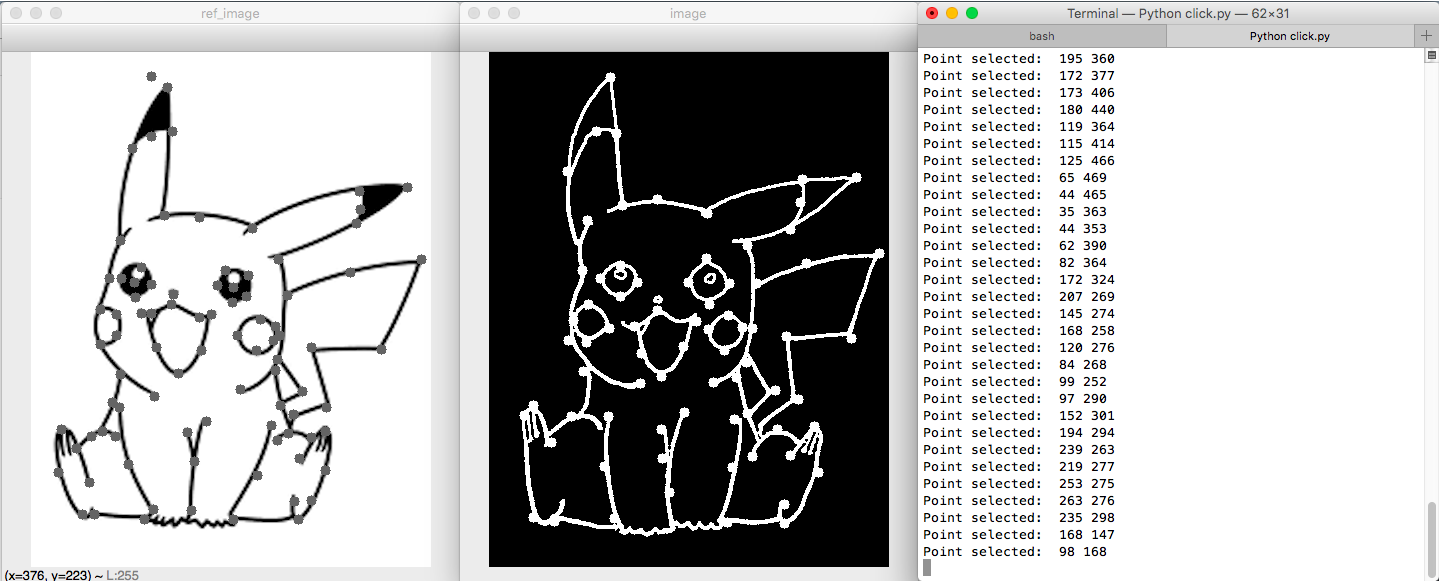 ref_image
image
Terminal — Python click.py — 62×31
bash
Python click.py
+
Point selected:  195 360
Point selected:  172 377
Point selected:  173 406
Point selected:  180 440
Point selected:  119 364
Point selected:  115 414
Point selected:  125 466
Point selected:  65 469
Point selected:  44 465
Point selected:  35 363
Point selected:  44 353
Point selected:  62 390
Point selected:  82 364
Point selected:  172 324
Point selected:  207 269
Point selected:  145 274
Point selected:  168 258
Point selected:  120 276
Point selected:  84 268
Point selected:  99 252
Point selected:  97 290
Point selected:  152 301
Point selected:  194 294
Point selected:  239 263
Point selected:  219 277
Point selected:  253 275
Point selected:  263 276
Point selected:  235 298
Point selected:  168 147
Point selected:  98 168
(x=376, y=223) ~ L:255